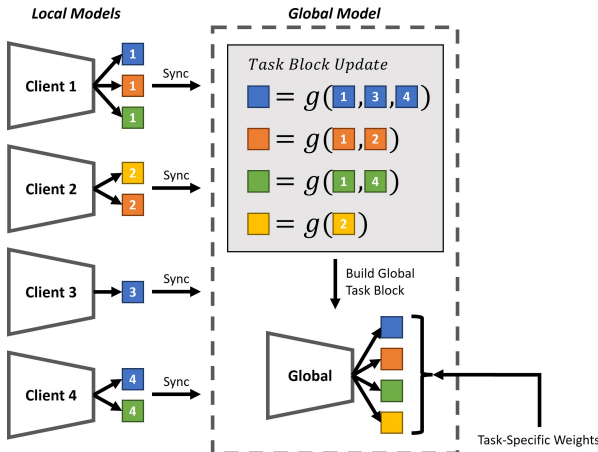 Local Models
Global Model
Client 1
1
1
1
Sync
Client 2
2
2
Sync
Client 3
3
Sync
Client 4
4
4
Sync
Task Block Update
= g(1,3,4)
= g(1,2)
= g(1,4)
= g(2)
Build Global
Task Block
Global
Task-Specific Weights